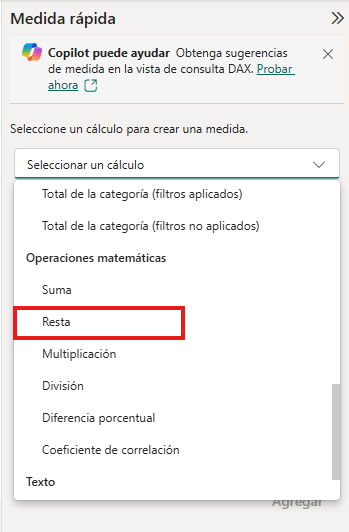 Medida rápida
Copilot puede ayudar Obtenga sugerencias
de medida en la vista de consulta DAX. Probar
ahora
Seleccione un cálculo para crear una medida.
Seleccionar un cálculo
Total de la categoría (filtros aplicados)
Total de la categoría (filtros no aplicados)
Operaciones matemáticas
Suma
Resta
Multiplicación
División
Diferencia porcentual
Coeficiente de correlación
Texto
Agregar